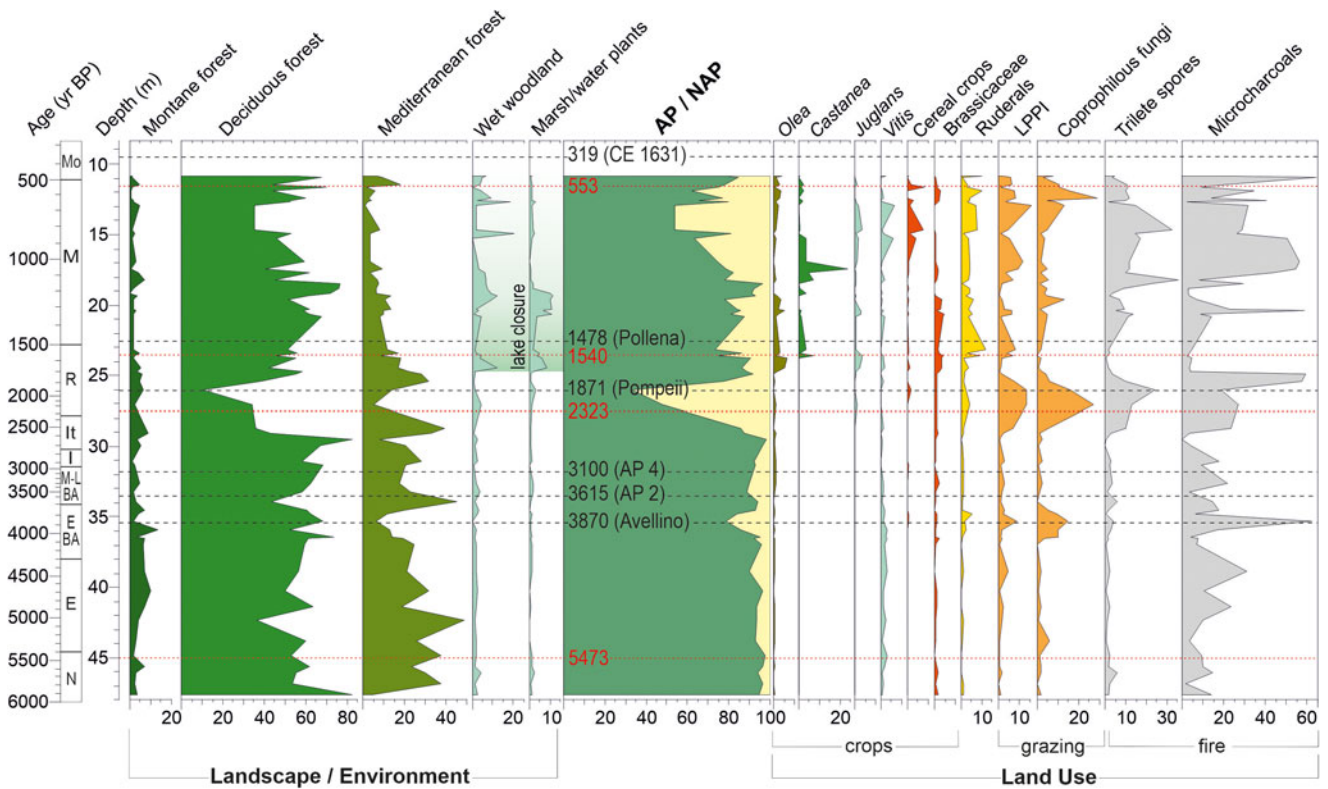 Age (yr BP)
Depth (m)
Montane forest
Deciduous forest
Mediterranean forest
Wet woodland
Marsh/water plants
AP / NAP
Olea
Castanea
Juglans
Vitis
Cereal crops
Brassicaceae
Ruderals
LPPI
Coprophilous fungi
Trilete spores
Microcharcoals
500
1000
1500
2000
2500
3000
3500
4000
4500
5000
5500
6000
Mo
M
R
It
I
M-L
BA
E
BA
E
N
10
15
20
25
30
35
40
45
319 (CE 1631)
553
1478 (Pollena)
1540
1871 (Pompeii)
2323
3100 (AP 4)
3615 (AP 2)
3870 (Avellino)
5473
lake closure
20 20 40 60 80 20 40 20 10 20 40 60 80 100 20 10 10 20 10 30 20 40 60
crops grazing fire
Landscape / Environment Land Use